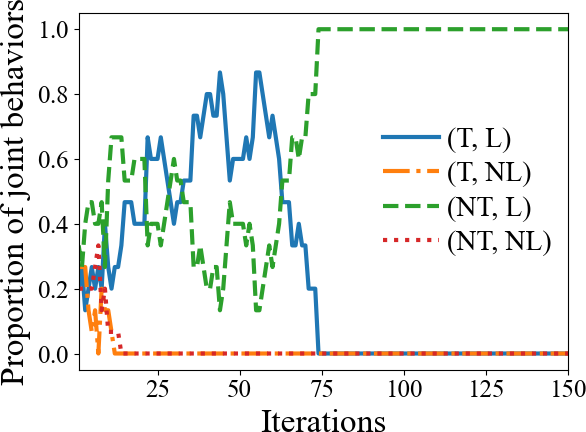 Proportion of joint behaviors
1.0
0.8
0.6
0.4
0.2
0.0
(T, L)
(T, NL)
(NT, L)
(NT, NL)
25 50 75 100 125 150
Iterations